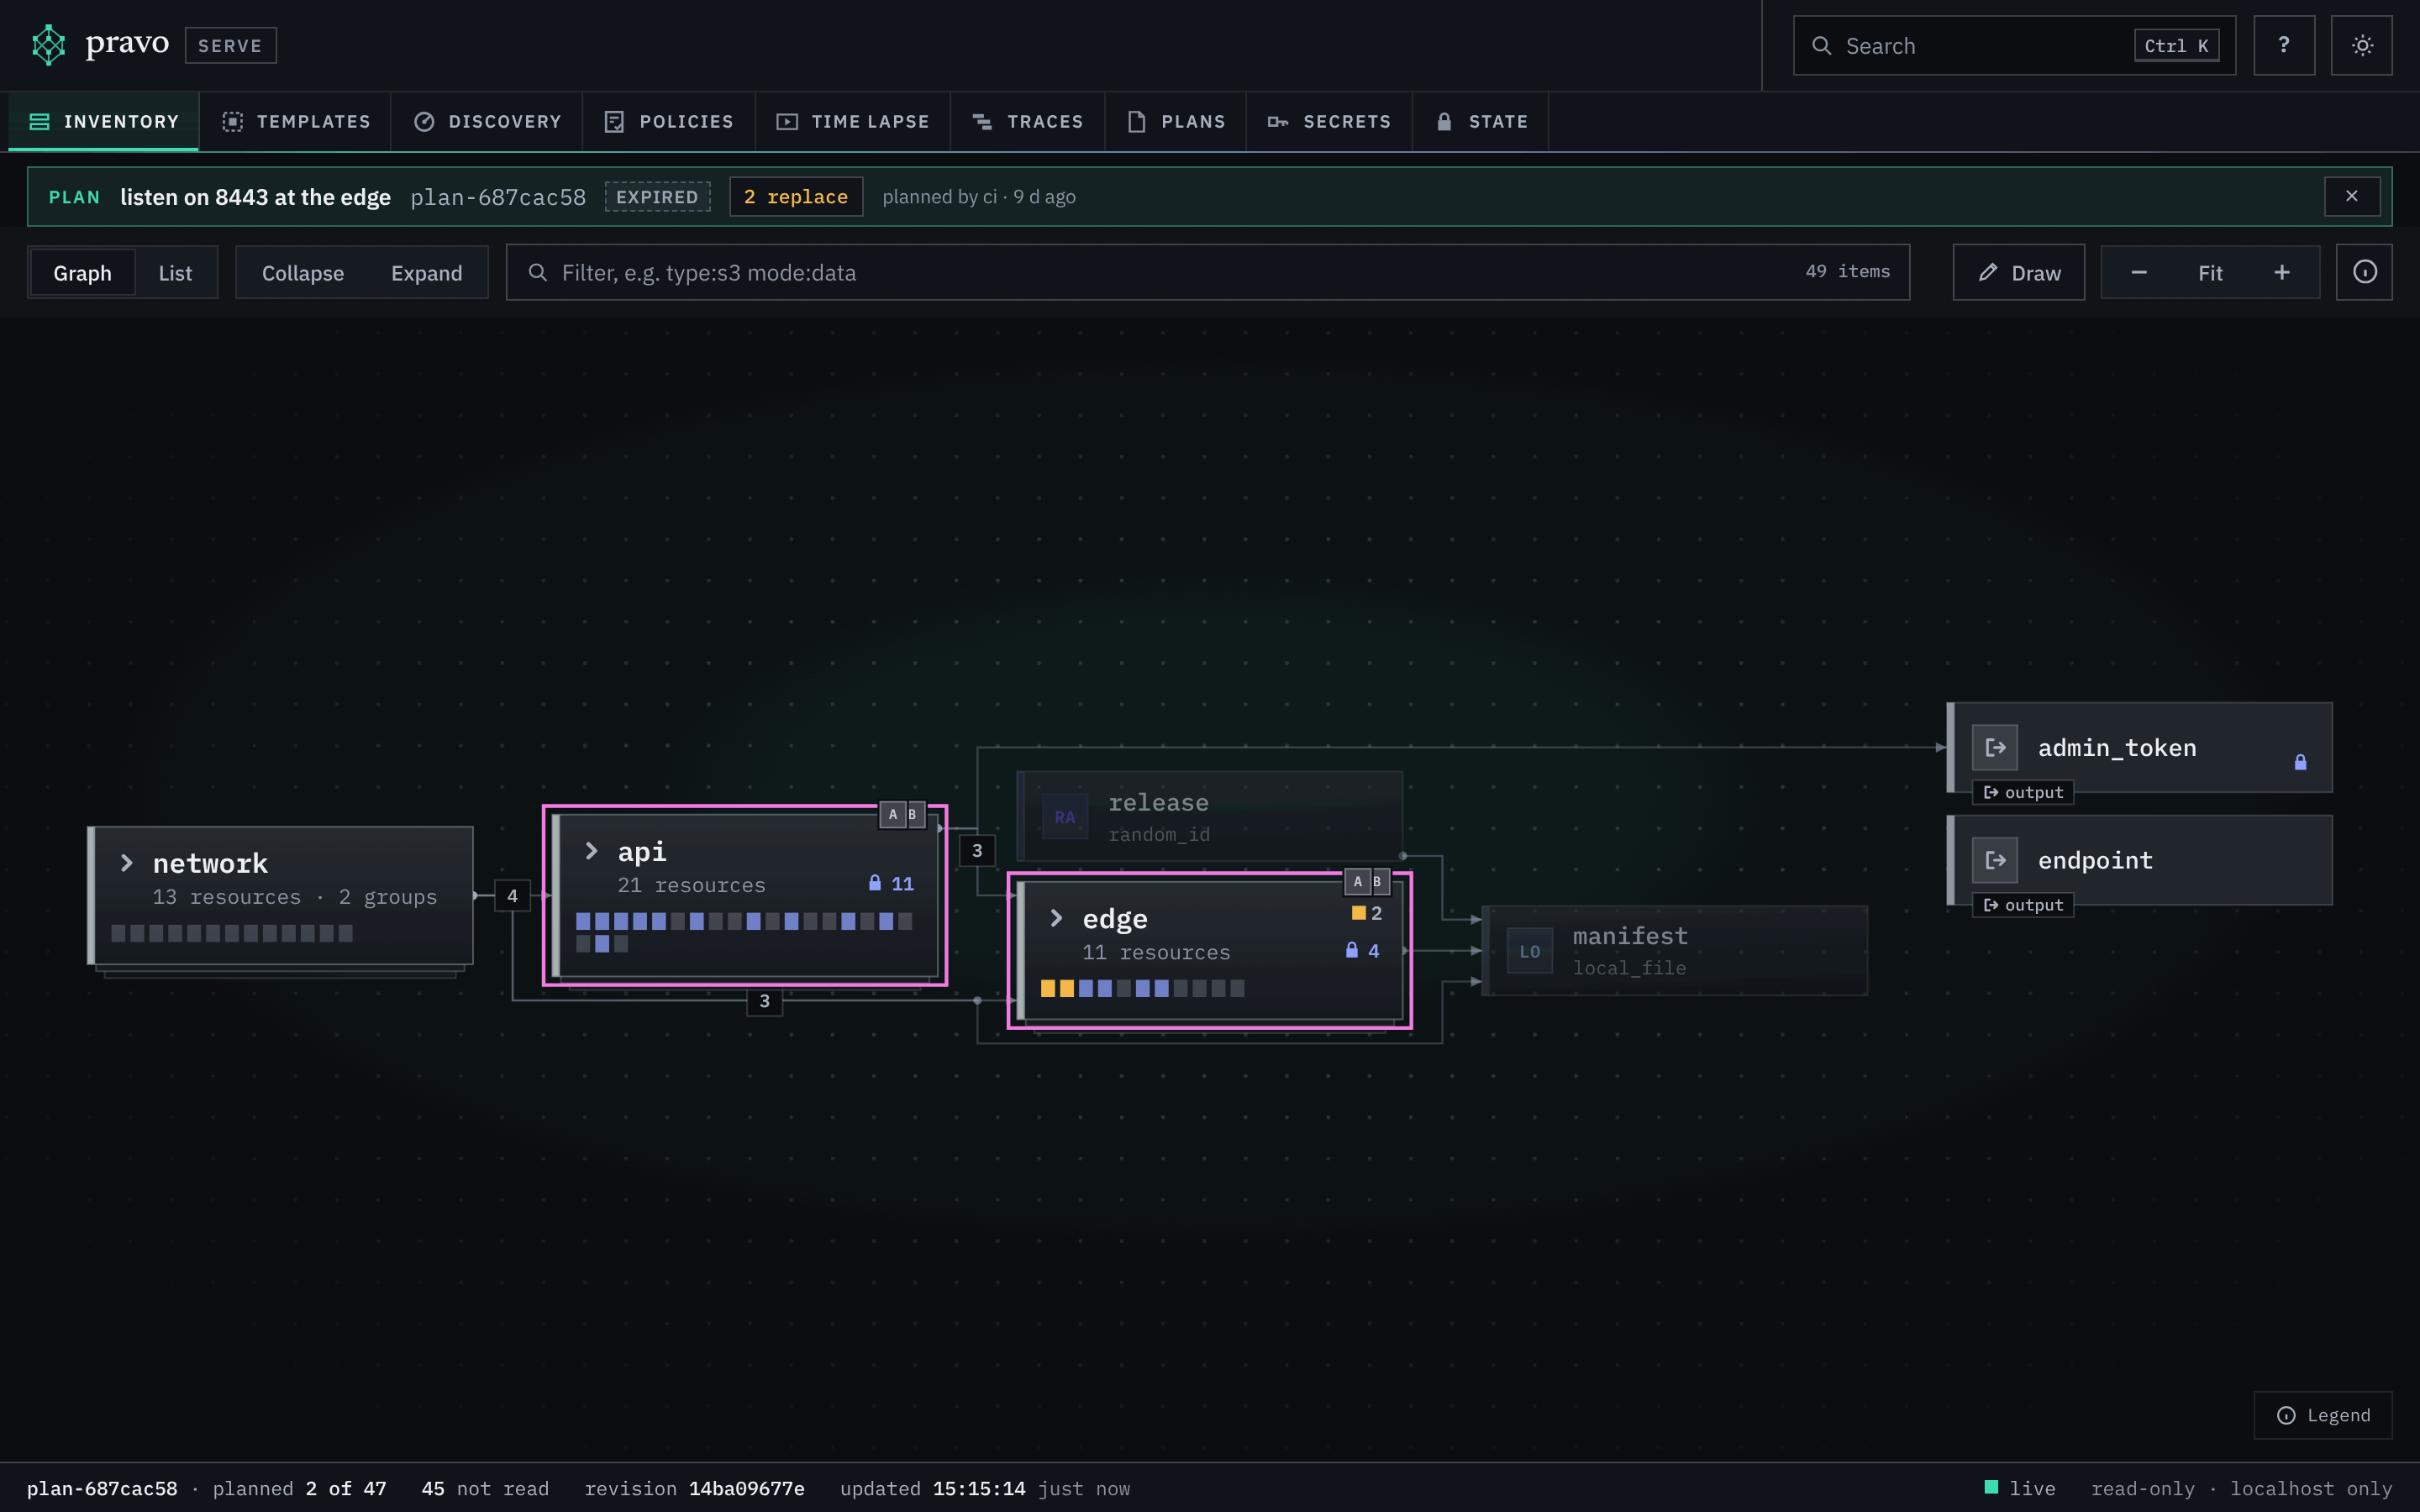 pravo SERVE
Search Ctrl K ?
INVENTORY TEMPLATES DISCOVERY POLICIES TIME LAPSE TRACES PLANS SECRETS STATE
PLAN listen on 8443 at the edge plan-687cac58 EXPIRED 2 replace planned by ci · 9 d ago ×
Graph List Collapse Expand Filter, e.g. type:s3 mode:data 49 items Draw − Fit +
admin_token
output
endpoint
output
RA release
random_id
network
13 resources · 2 groups
4
A B
api
21 resources 11
3
3
A B
edge 2
11 resources 4
LO manifest
local_file
Legend
plan-687cac58 · planned 2 of 47 45 not read revision 14ba09677e updated 15:15:14 just now live read-only · localhost only